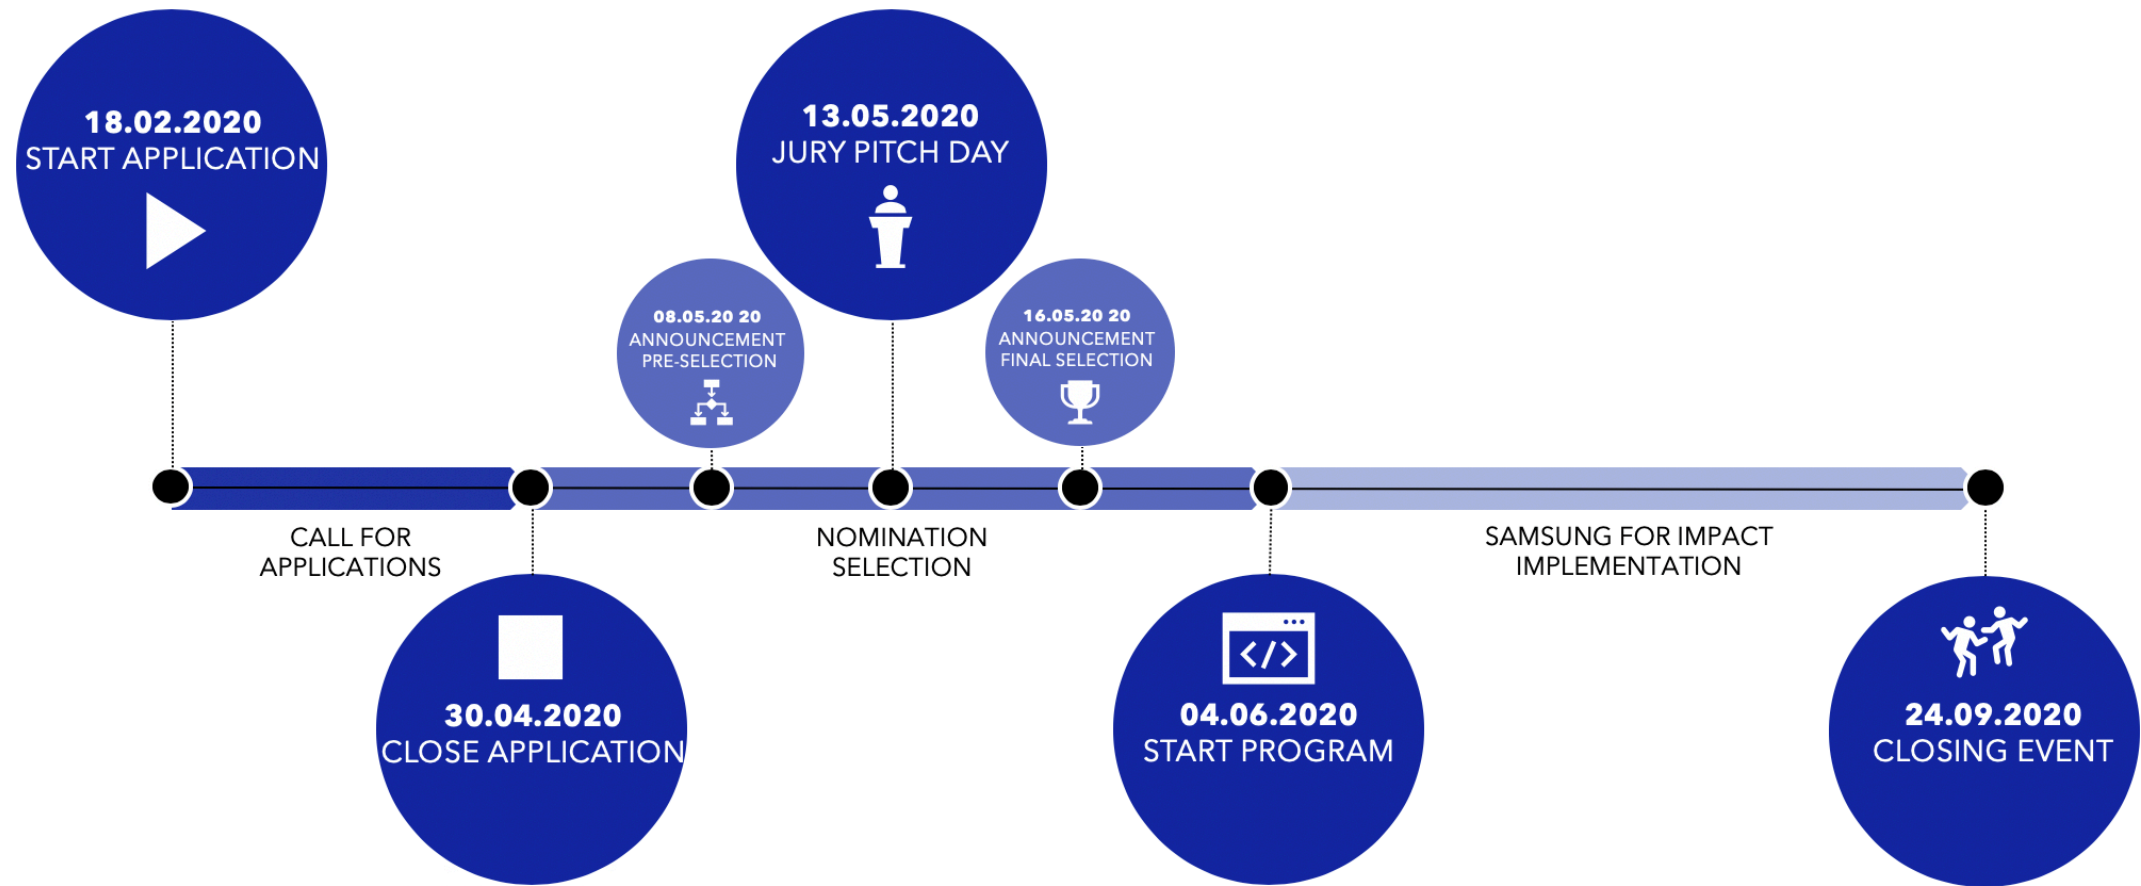 18.02.2020
START APPLICATION
13.05.2020
JURY PITCH DAY
08.05.20 20
ANNOUNCEMENT
PRE-SELECTION
16.05.20 20
ANNOUNCEMENT
FINAL SELECTION
CALL FOR
APPLICATIONS
NOMINATION
SELECTION
SAMSUNG FOR IMPACT
IMPLEMENTATION
30.04.2020
CLOSE APPLICATION
</>
04.06.2020
START PROGRAM
24.09.2020
CLOSING EVENT